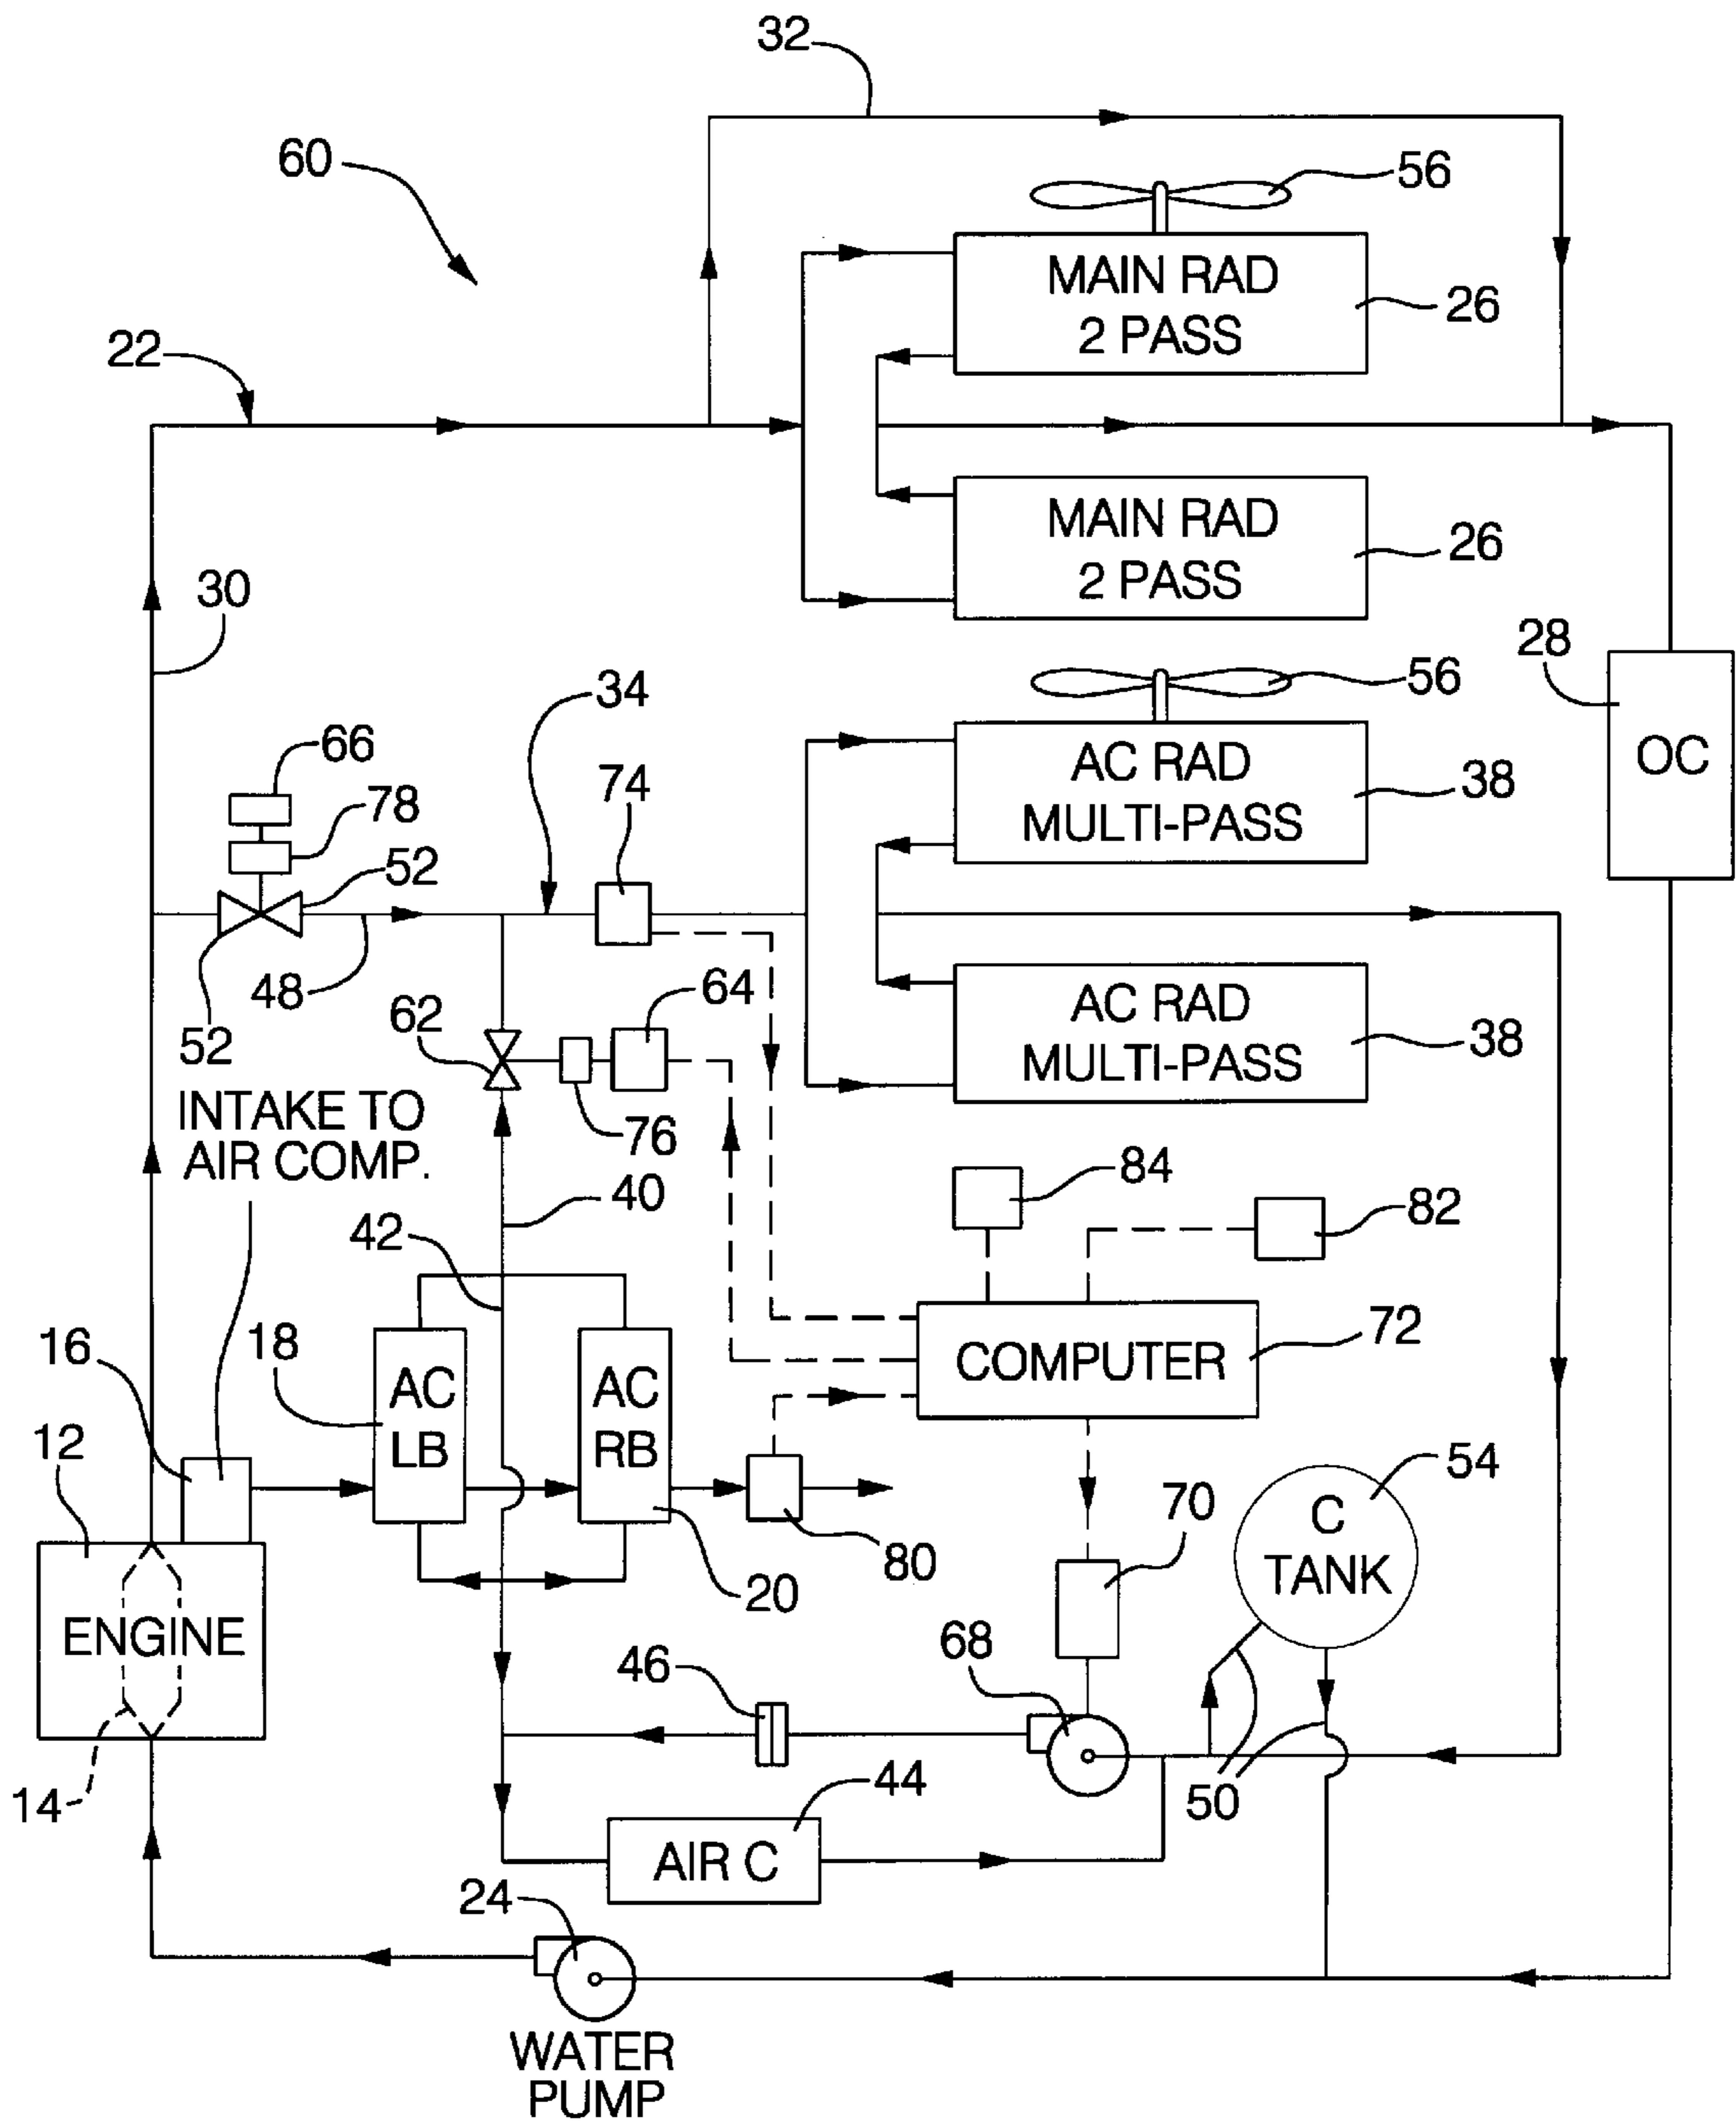 32
60
56
MAIN RAD
2 PASS
26
22
MAIN RAD
2 PASS
26
30
28
OC
34
56
66
74
AC RAD
MULTI-PASS
38
78
52
48
52
62
64
AC RAD
MULTI-PASS
38
INTAKE TO
AIR COMP.
76
84
40
82
42
16
18
AC
LB
AC
RB
COMPUTER
72
12
54
C
TANK
70
80
20
ENGINE
68
46
14
44
50
AIR C
24
WATER
PUMP